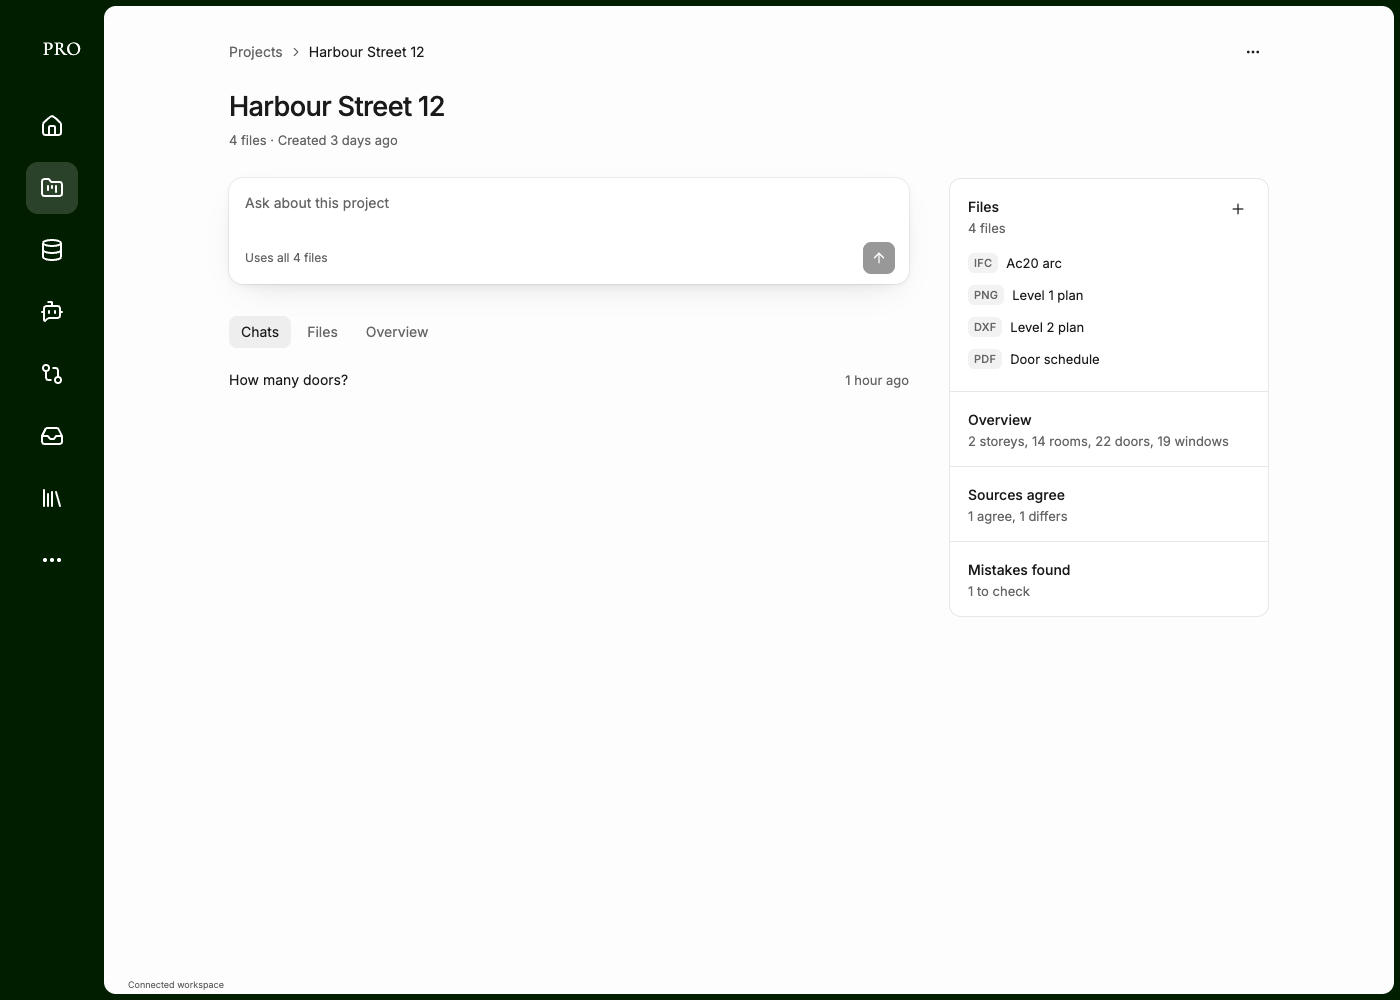 PRO
Projects
Harbour Street 12
Harbour Street 12
4 files · Created 3 days ago
Ask about this project
Uses all 4 files
Chats
Files
Overview
How many doors?
1 hour ago
Files
4 files
IFC Ac20 arc
PNG Level 1 plan
DXF Level 2 plan
PDF Door schedule
Overview
2 storeys, 14 rooms, 22 doors, 19 windows
Sources agree
1 agree, 1 differs
Mistakes found
1 to check
Connected workspace